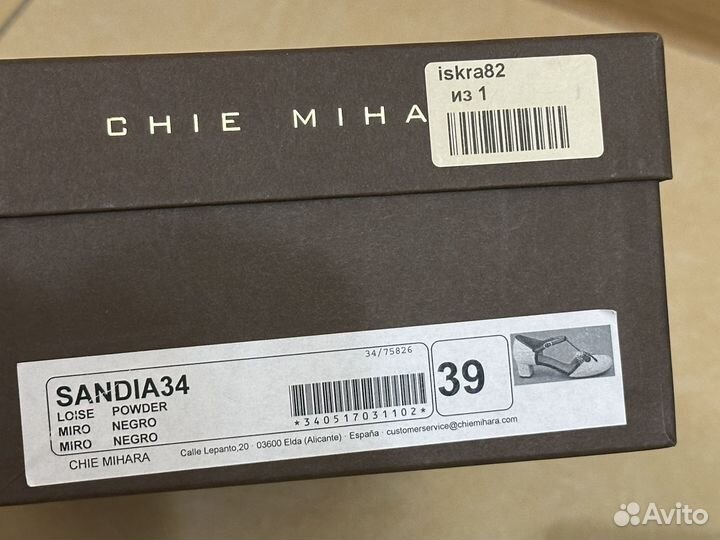 CHIE MIHA
iskra82
из 1
34/75826
SANDIA34
LOISE POWDER
MIRO NEGRO
MIRO NEGRO
*340517031102*
39
CHIE MIHARA
Calle Lepanto,20 · 03600 Elda (Alicante) · España · customerservice@chiemihara.com
Avito